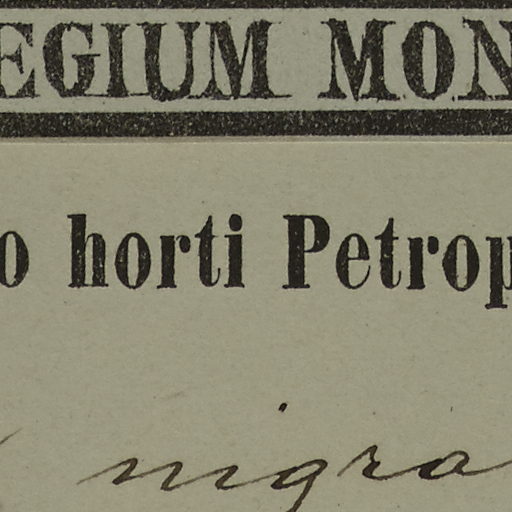 EGIUM MON
o horti Petrop
nigra